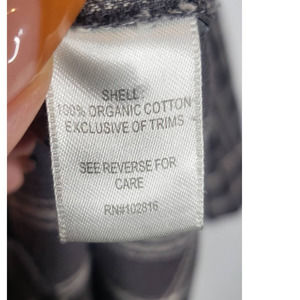 SHELL:
100% ORGANIC COTTON
EXCLUSIVE OF TRIMS
SEE REVERSE FOR
CARE
RN#102816